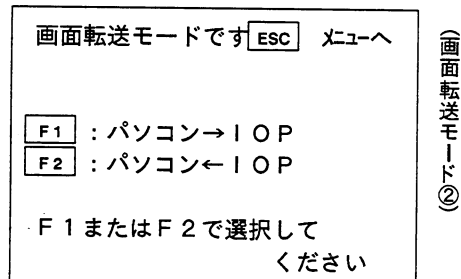 画面転送モードです ESC メニューへ
F1 :パソコン→IOP
F2 :パソコン←IOP
F1またはF2で選択して
ください
(画面転送モード②)